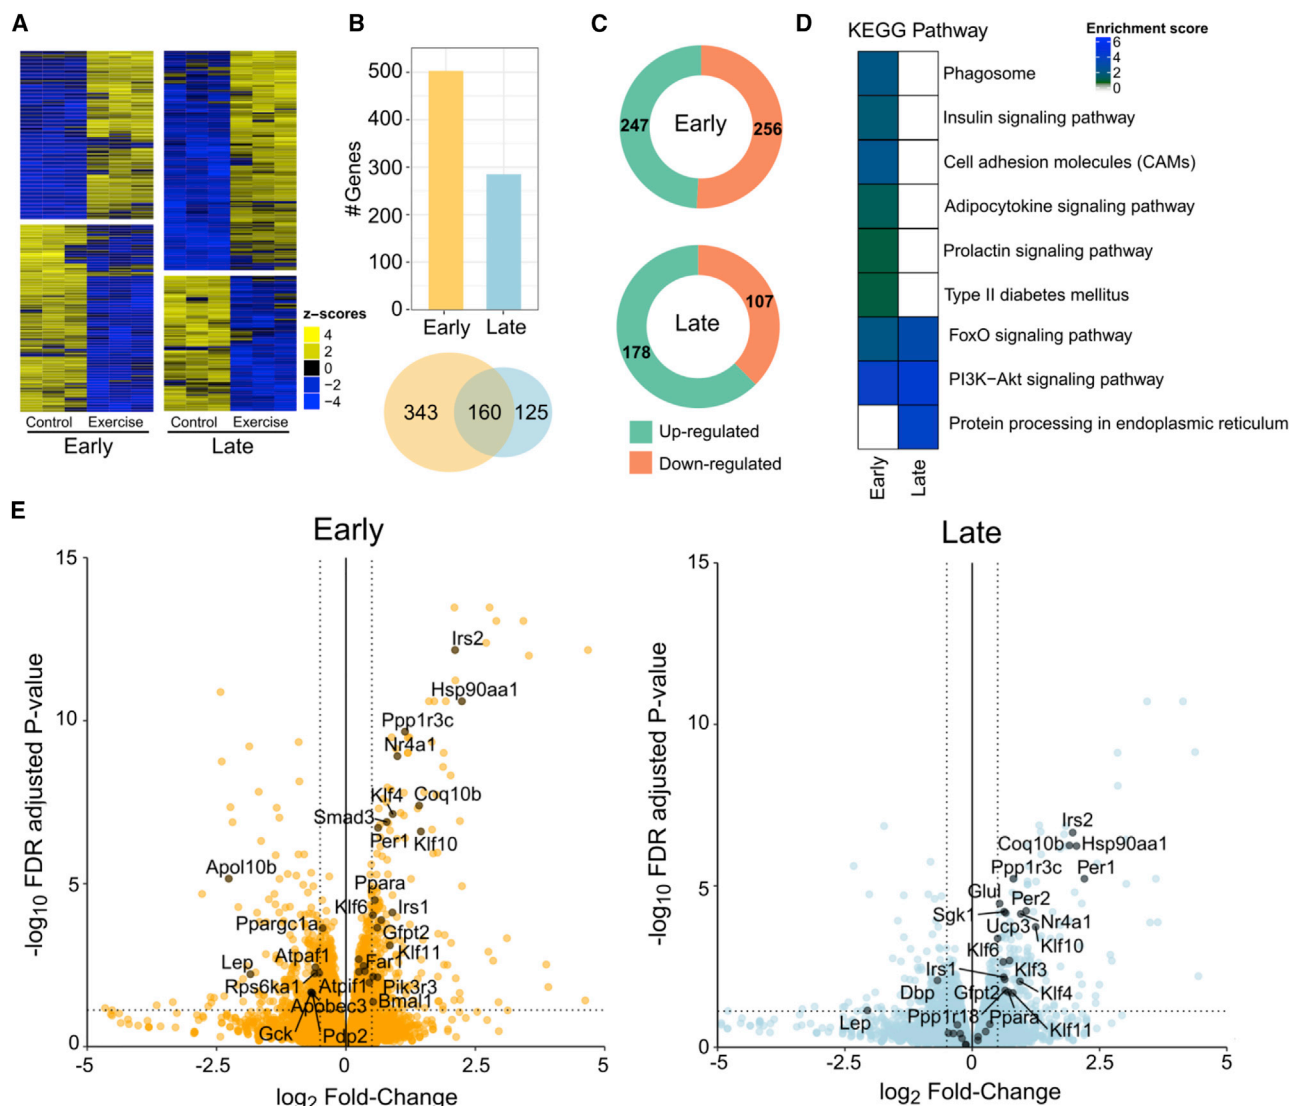 A
Control Exercise
Early
Control Exercise
Late
z−scores
4
2
0
−2
−4
B
#Genes
500
400
300
200
100
0
Early Late
343 160 125
C
Early
247 256
Late
178 107
Up-regulated
Down-regulated
D
KEGG Pathway
Enrichment score
6
4
2
0
Phagosome
Insulin signaling pathway
Cell adhesion molecules (CAMs)
Adipocytokine signaling pathway
Prolactin signaling pathway
Type II diabetes mellitus
FoxO signaling pathway
PI3K−Akt signaling pathway
Protein processing in endoplasmic reticulum
Early
Late
E
Early
-log10 FDR adjusted P-value
15
10
5
0
Irs2
Hsp90aa1
Ppp1r3c
Nr4a1
Klf4 Coq10b
Smad3
Per1 Klf10
Apol10b
Ppara
Klf6 Irs1
Ppargc1a
Gfpt2
Klf11
Atpaf1
Far1
Lep
Rps6ka1 Atpif1 Pik3r3
Apobec3 Bmal1
Gck Pdp2
-5 -2.5 0 2.5 5
log2 Fold-Change
Late
-log10 FDR adjusted P-value
15
10
5
0
Irs2
Coq10b Hsp90aa1
Ppp1r3c Per1
Glul
Per2
Sgk1
Ucp3 Nr4a1
Klf10
Klf6
Irs1 Klf3
Dbp Gfpt2 Klf4
Lep Ppp1r18 Ppara
Klf11
-5 -2.5 0 2.5 5
log2 Fold-Change